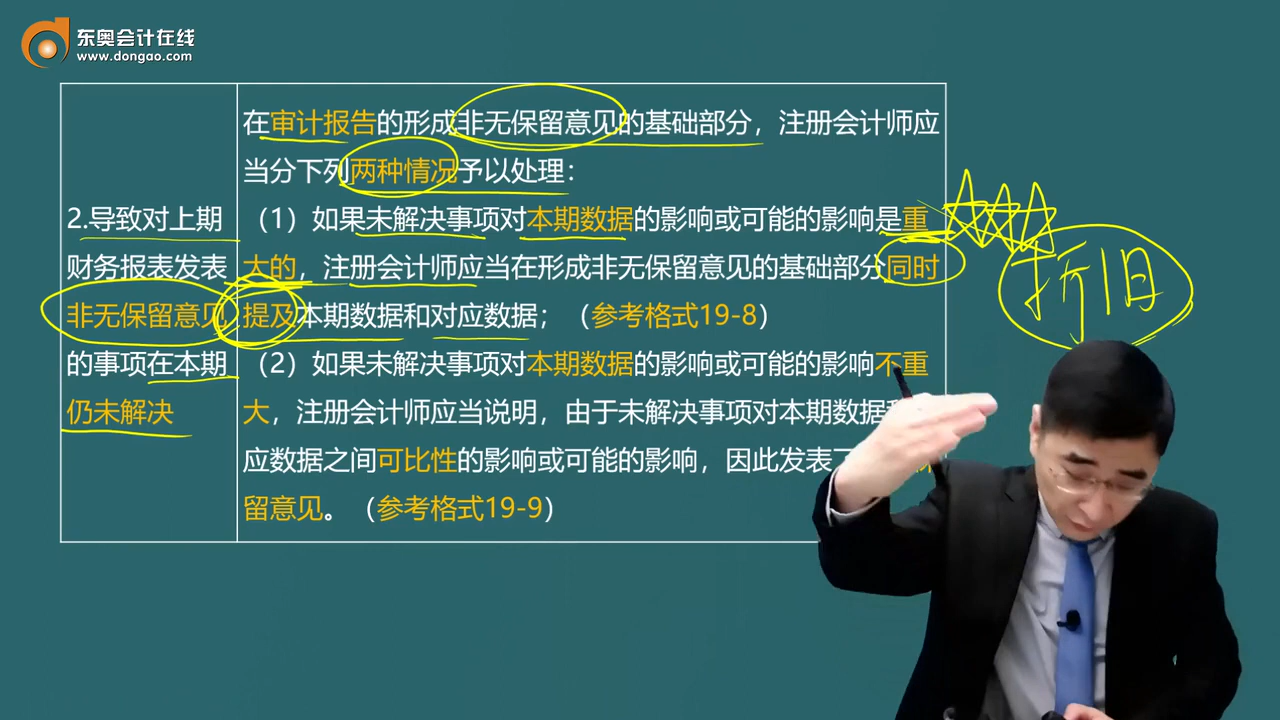 东奥会计在线
www.dongao.com
在审计报告的形成非无保留意见的基础部分，注册会计师应
当分下列两种情况予以处理：
2.导致对上期
财务报表发表
非无保留意见
的事项在本期
仍未解决
（1）如果未解决事项对本期数据的影响或可能的影响是重
大的，注册会计师应当在形成非无保留意见的基础部分同时
提及本期数据和对应数据；（参考格式19-8）
（2）如果未解决事项对本期数据的影响或可能的影响不重
大，注册会计师应当说明，由于未解决事项对本期数据
应数据之间可比性的影响或可能的影响，因此发表了
留意见。（参考格式19-9）
折旧